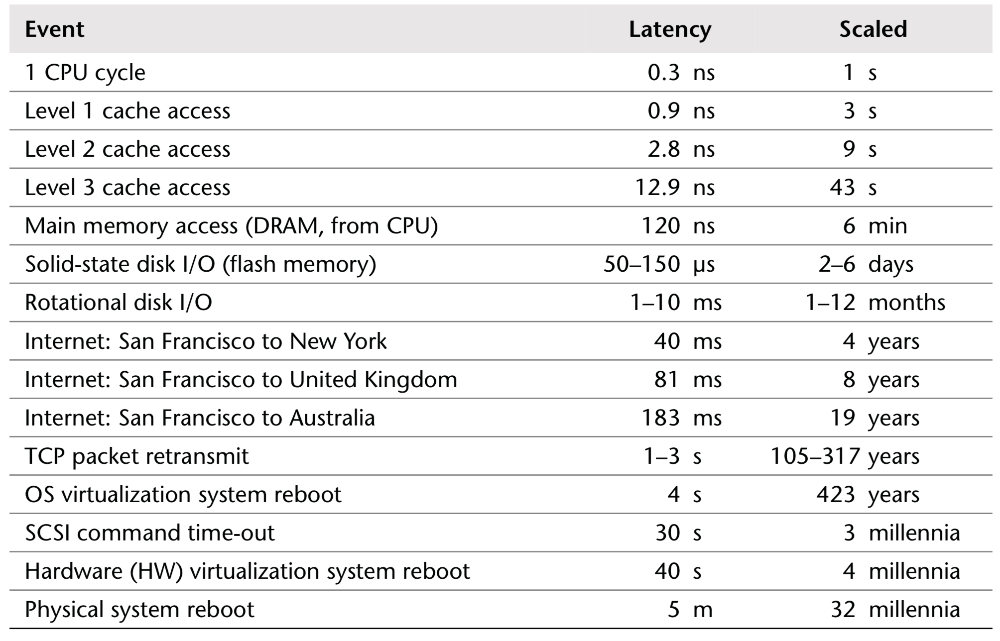 Event Latency Scaled
1 CPU cycle 0.3 ns 1 s
Level 1 cache access 0.9 ns 3 s
Level 2 cache access 2.8 ns 9 s
Level 3 cache access 12.9 ns 43 s
Main memory access (DRAM, from CPU) 120 ns 6 min
Solid-state disk I/O (flash memory) 50–150 μs 2–6 days
Rotational disk I/O 1–10 ms 1–12 months
Internet: San Francisco to New York 40 ms 4 years
Internet: San Francisco to United Kingdom 81 ms 8 years
Internet: San Francisco to Australia 183 ms 19 years
TCP packet retransmit 1–3 s 105–317 years
OS virtualization system reboot 4 s 423 years
SCSI command time-out 30 s 3 millennia
Hardware (HW) virtualization system reboot 40 s 4 millennia
Physical system reboot 5 m 32 millennia